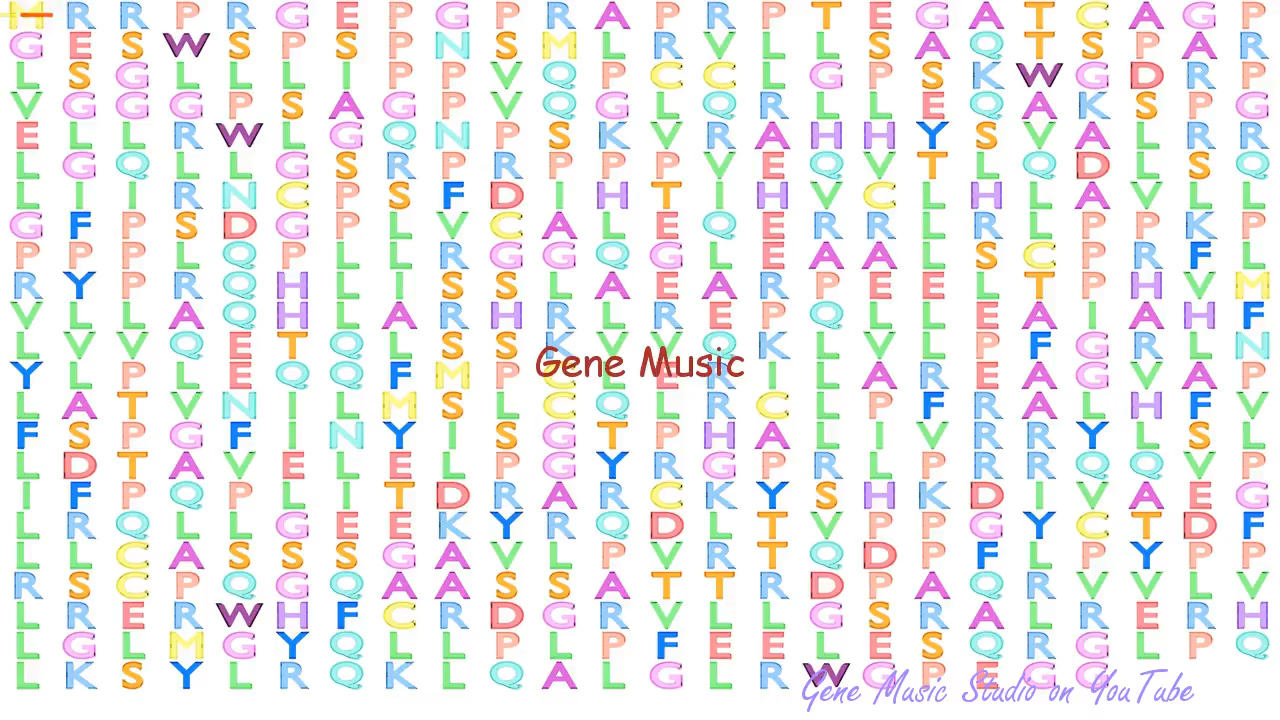 M R R P R G E P G P R A P R P T E G A T C A G P
G E S W S P S P N S M L R V L L S A Q T S P A R
L S G L L L I P P V Q P C C L G P S K W G D R P
V G G G P S A G P V Q G L Q R L L E Q A K S P G
E L L R W L G Q N P S K V R A H H Y S V A L R R
L G Q L L G S R P R P P P V E Q V T L Q D L S Q
L I I R N C P S F D I H T I H V C L H L A V L L
G F P S D G P L V C A L E Q E R R L R L P P K P
P P P L Q P L L R G G Q G L E A A L S C P L F L
R Y P R Q H L I S S L A E A R P E E L T P H V M
V L L A Q H L A R H R L R E P Q L L E A I A H F
L V V Q E T Q L S S K L V Q K L V L P F G R L N
Gene Music
Y L P L E Q Q F M P C L E R I L A R E A G V A P
L A T V N I L M S L C Q L R C L P F R A L H F V
F S P G F I N Y I S G T P H A L I V R R Y L S L
L D T A V E L E L P G Y R G P R L P R R Q Q V P
I F P Q P L I T D R A R C K Y S H K D I V A E G
L R Q L L G E E K Y R Q D L T V P P G Y C T D F
L L C A S S S G A V L P V R T Q D P F L P Y P P
R S C P Q G Q A A S S A T T R D P A Q R V V L V
L R E R W H F C R D G R V L L G S R A L R E R H
L G L M G Y Q L L P L P F E E L E S Q R G L P Q
L K S Y L R Q K L Q A L G L R W G P E G G
Gene Music Studio on YouTube